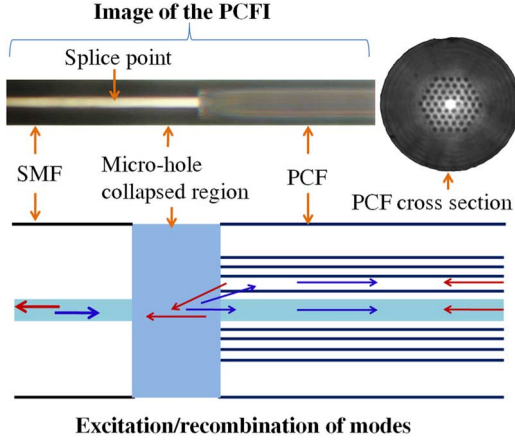 Image of the PCFI
Splice point
SMF
Micro-hole
collapsed region
PCF
PCF cross section
Excitation/recombination of modes